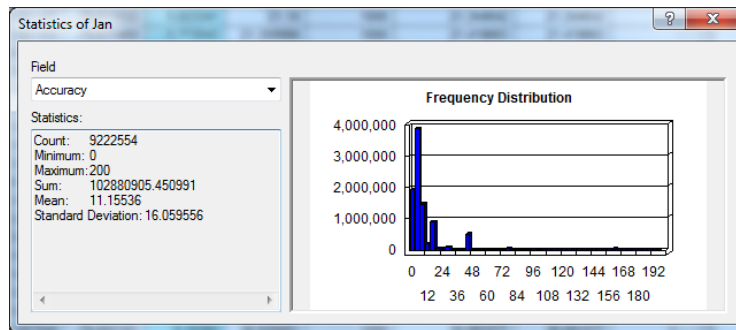 Statistics of Jan
Field
Accuracy
Statistics:
Count: 9222554
Minimum: 0
Maximum: 200
Sum: 102880905.450991
Mean: 11.15536
Standard Deviation: 16.059556
Frequency Distribution
4,000,000
3,000,000
2,000,000
1,000,000
0
0 24 48 72 96 120 144 168 192
12 36 60 84 108 132 156 180